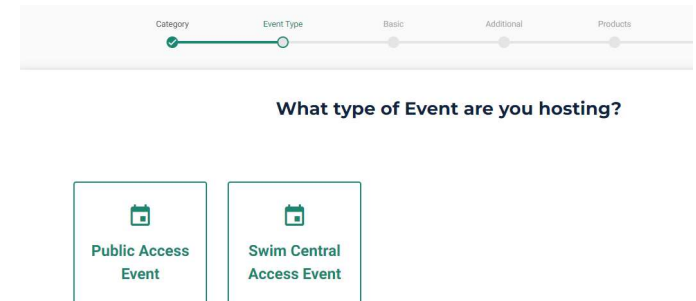 Category Event Type Basic Additional Products
What type of Event are you hosting?
Public Access
Event
Swim Central
Access Event